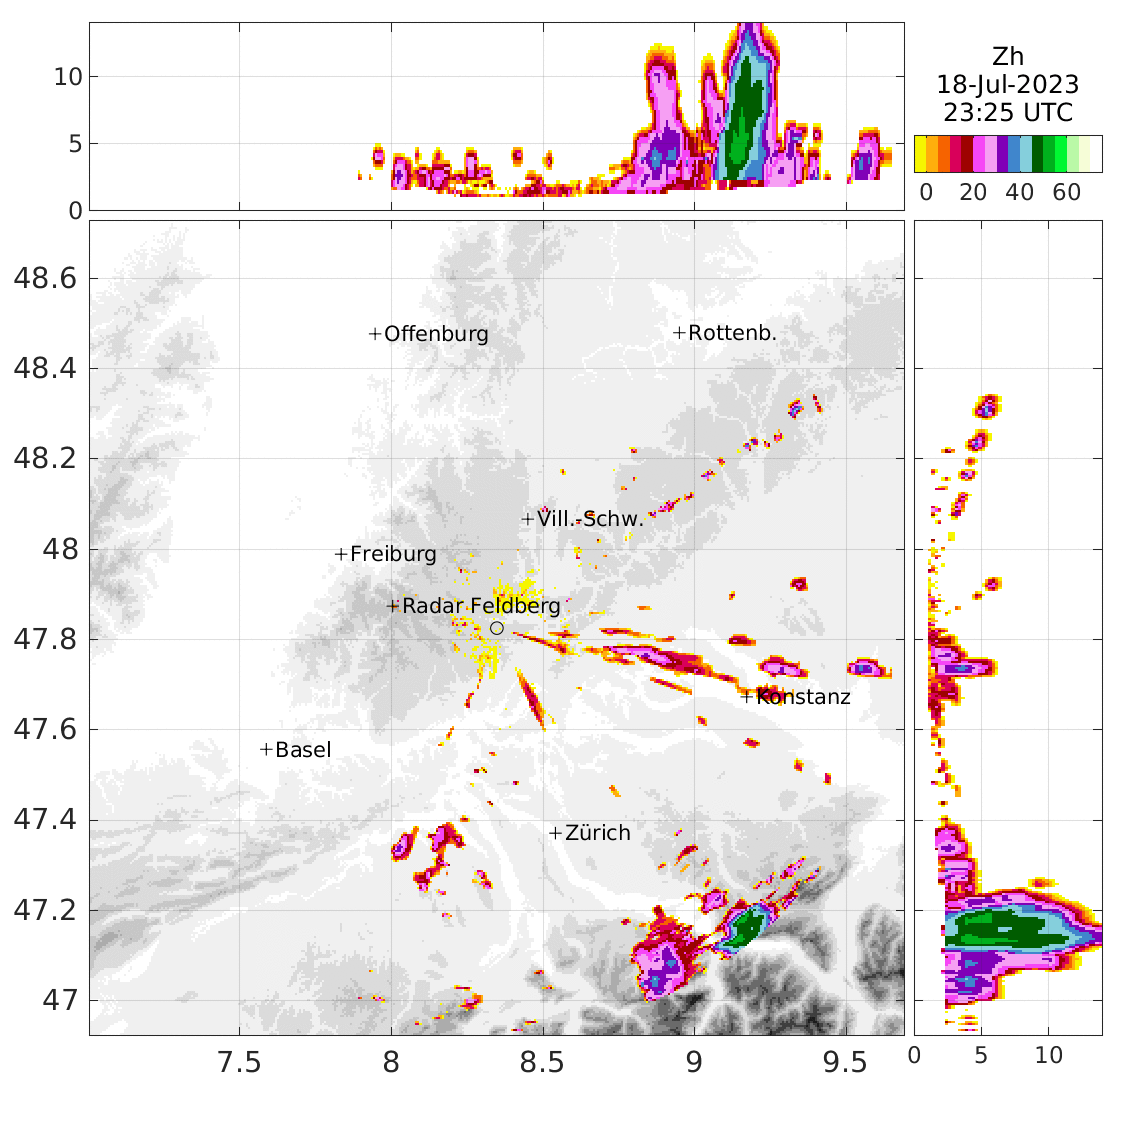 10
5
0
Zh
18-Jul-2023
23:25 UTC
0 20 40 60
48.6
48.4
48.2
48
47.8
47.6
47.4
47.2
47
+Offenburg
+Rottenb.
+Vill.-Schw.
+Freiburg
+Radar Feldberg
+Konstanz
+Basel
+Zürich
7.5 8 8.5 9 9.5
0 5 10